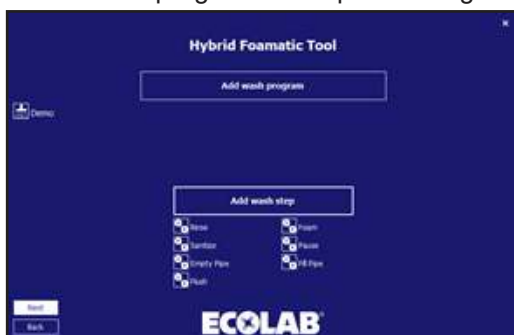 Hybrid Foamatic Tool
Add wash program
Demo
Add wash step
Rinse
Foam
Sanitize
Pause
Empty Pipe
Fill Pipe
Flush
Next
Back
ECOLAB